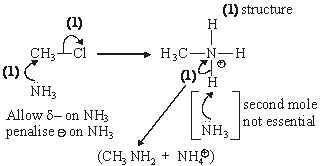 (1) structure
(1)
H
CH₃—Cl
H₃C—N—H
⊕
(1)
(1)
H
NH₃
Allow δ– on NH₃
penalise ⊖ on NH₃
NH₃
second mole
not essential
(CH₃ NH₂ + NH₄⊕)